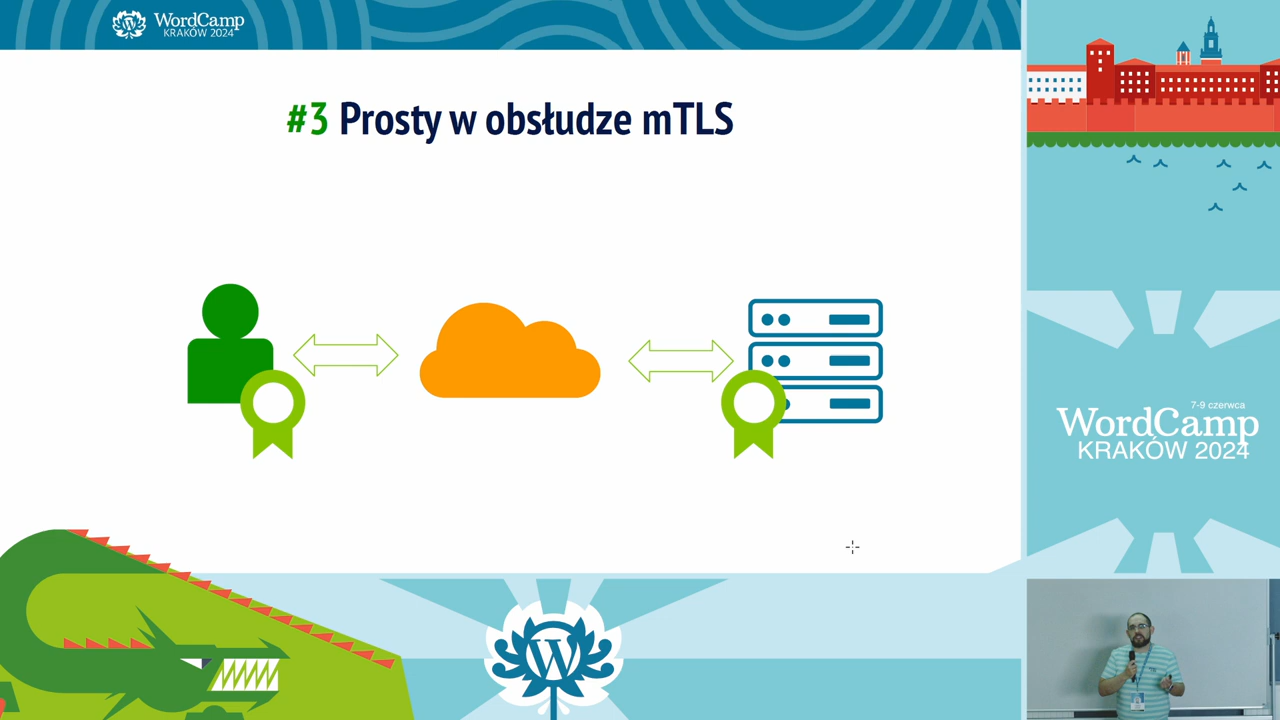 WordCamp
KRAKÓW 2024
#3 Prosty w obsłudze mTLS
7-9 czerwca
WordCamp
KRAKÓW 2024